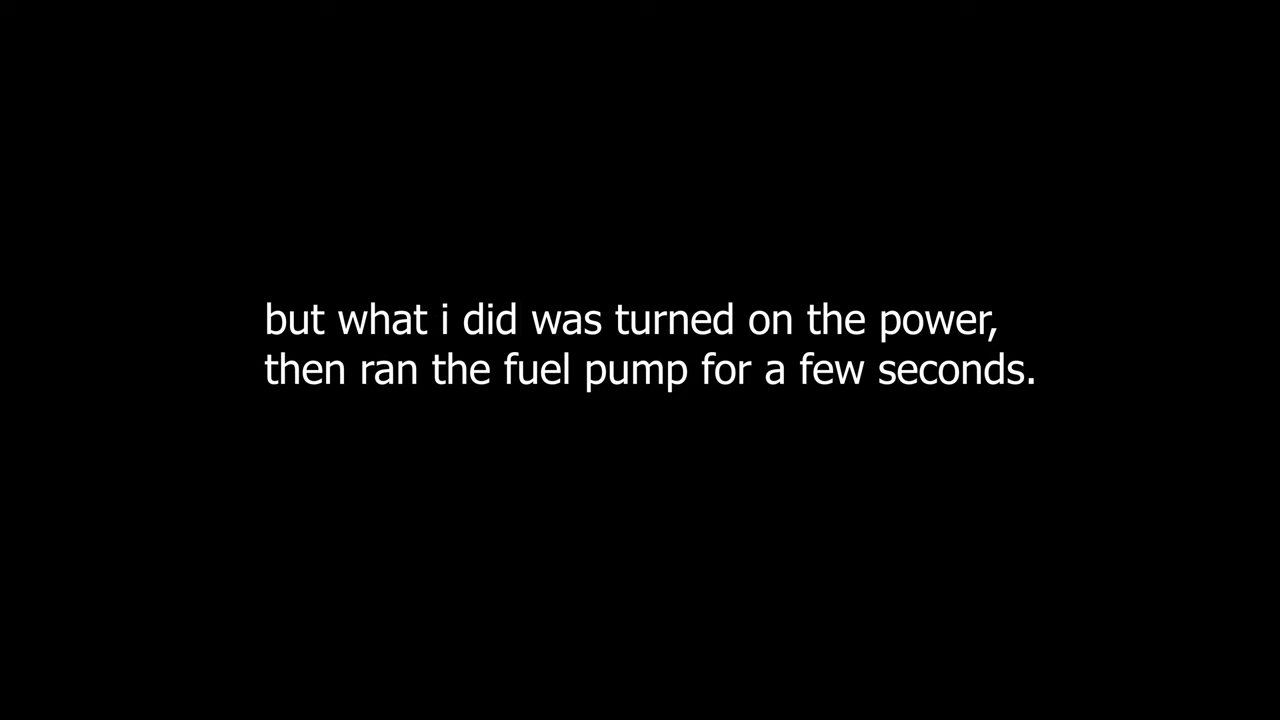 but what i did was turned on the power,
then ran the fuel pump for a few seconds.